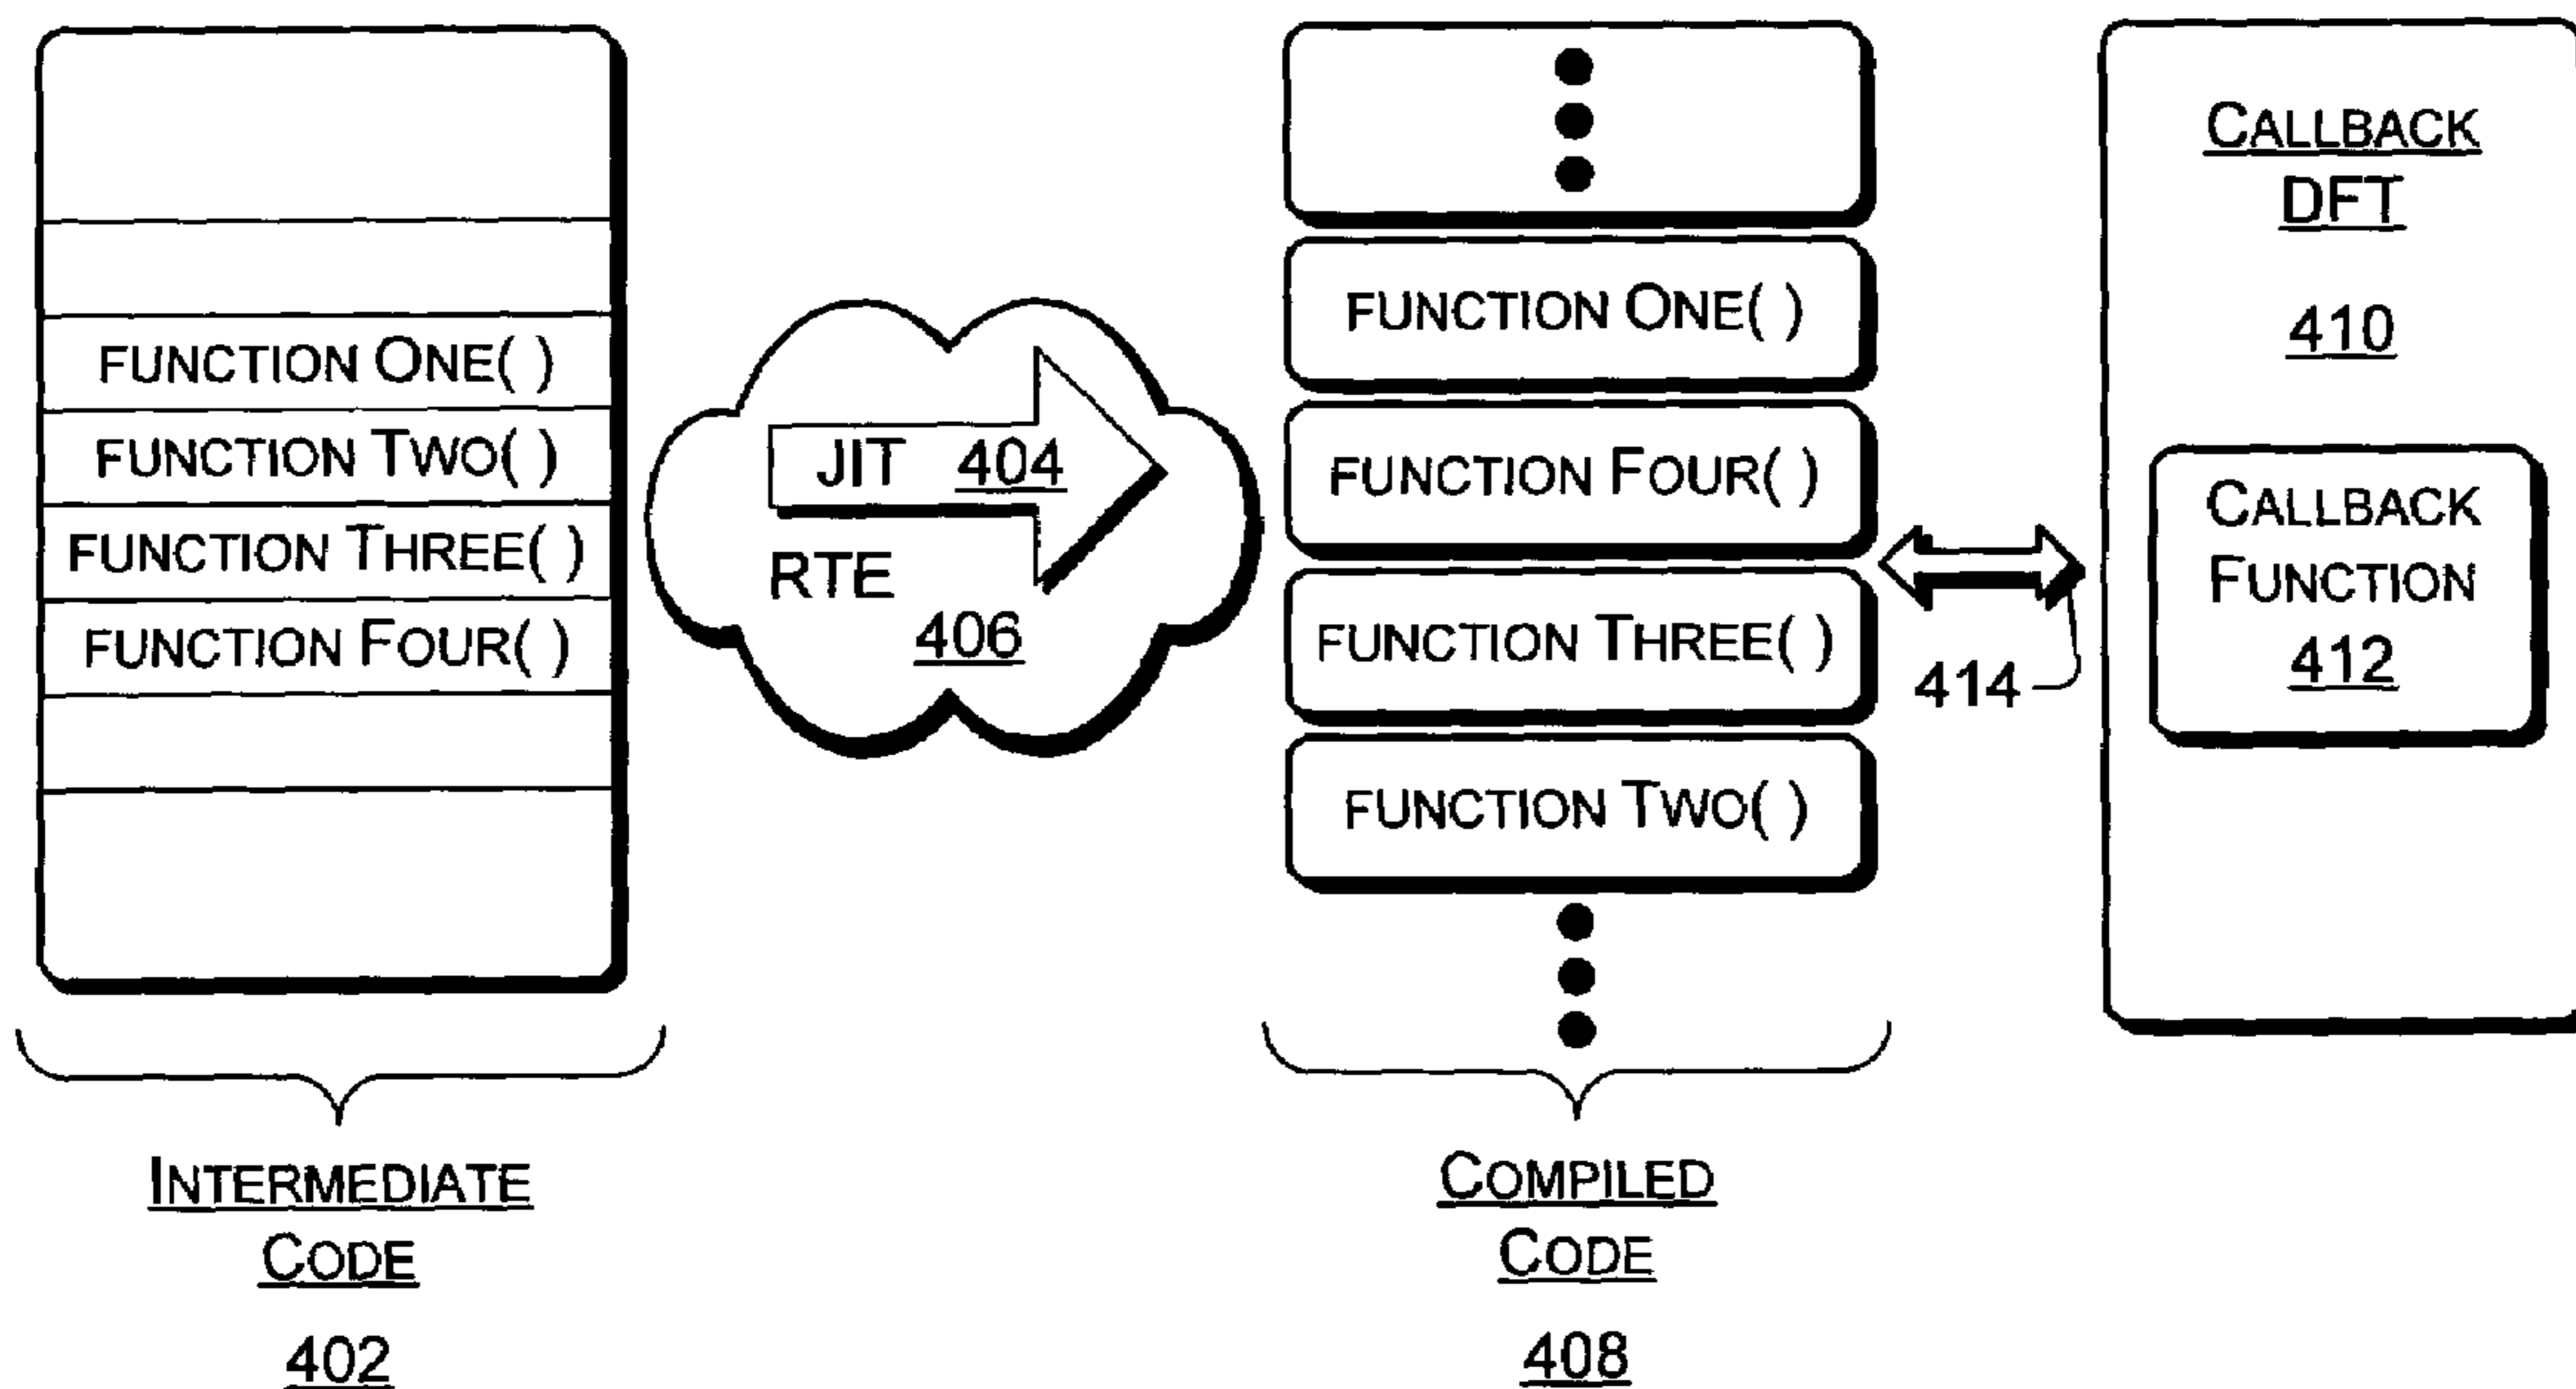 FUNCTION ONE( )
FUNCTION TWO( )
FUNCTION THREE( )
FUNCTION FOUR( )
INTERMEDIATE
CODE
402
JIT 404
RTE
406
FUNCTION ONE( )
FUNCTION FOUR( )
FUNCTION THREE( )
FUNCTION TWO( )
COMPILED
CODE
408
414
CALLBACK
DFT
410
CALLBACK
FUNCTION
412